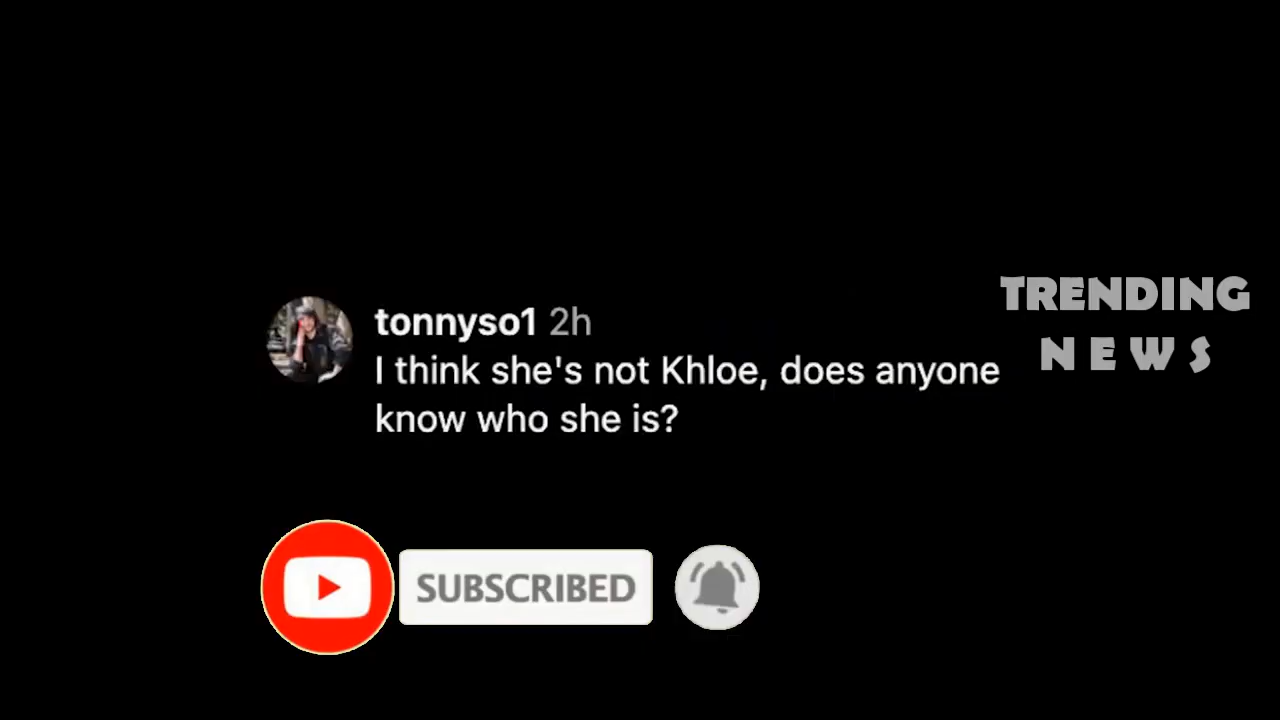 tonnyso1 2h
I think she's not Khloe, does anyone
know who she is?
TRENDING
NEWS
SUBSCRIBED